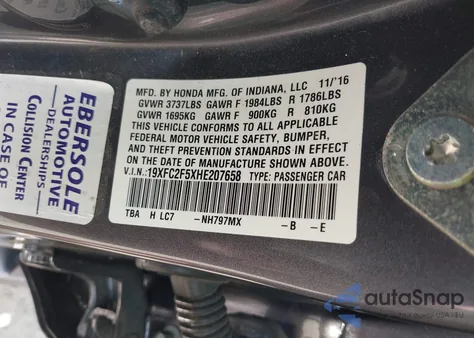 MFD. BY HONDA MFG. OF INDIANA, LLC 11/'16
GVWR 3737LBS GAWR F 1984LBS R 1786LBS
GVWR 1695KG GAWR F 900KG R 810KG
THIS VEHICLE CONFORMS TO ALL APPLICABLE
FEDERAL MOTOR VEHICLE SAFETY, BUMPER,
AND THEFT PREVENTION STANDARDS IN EFFECT
ON THE DATE OF MANUFACTURE SHOWN ABOVE.
V.I.N.: 19XFC2F5XHE207658 TYPE: PASSENGER CAR
TBA H LC7 -NH797MX -B -E
EBERSOLE
AUTOMOTIVE
DEALERSHIPS
Collision Center
IN CASE OF
autoSnap
WWW.AUTOSNAP.EU